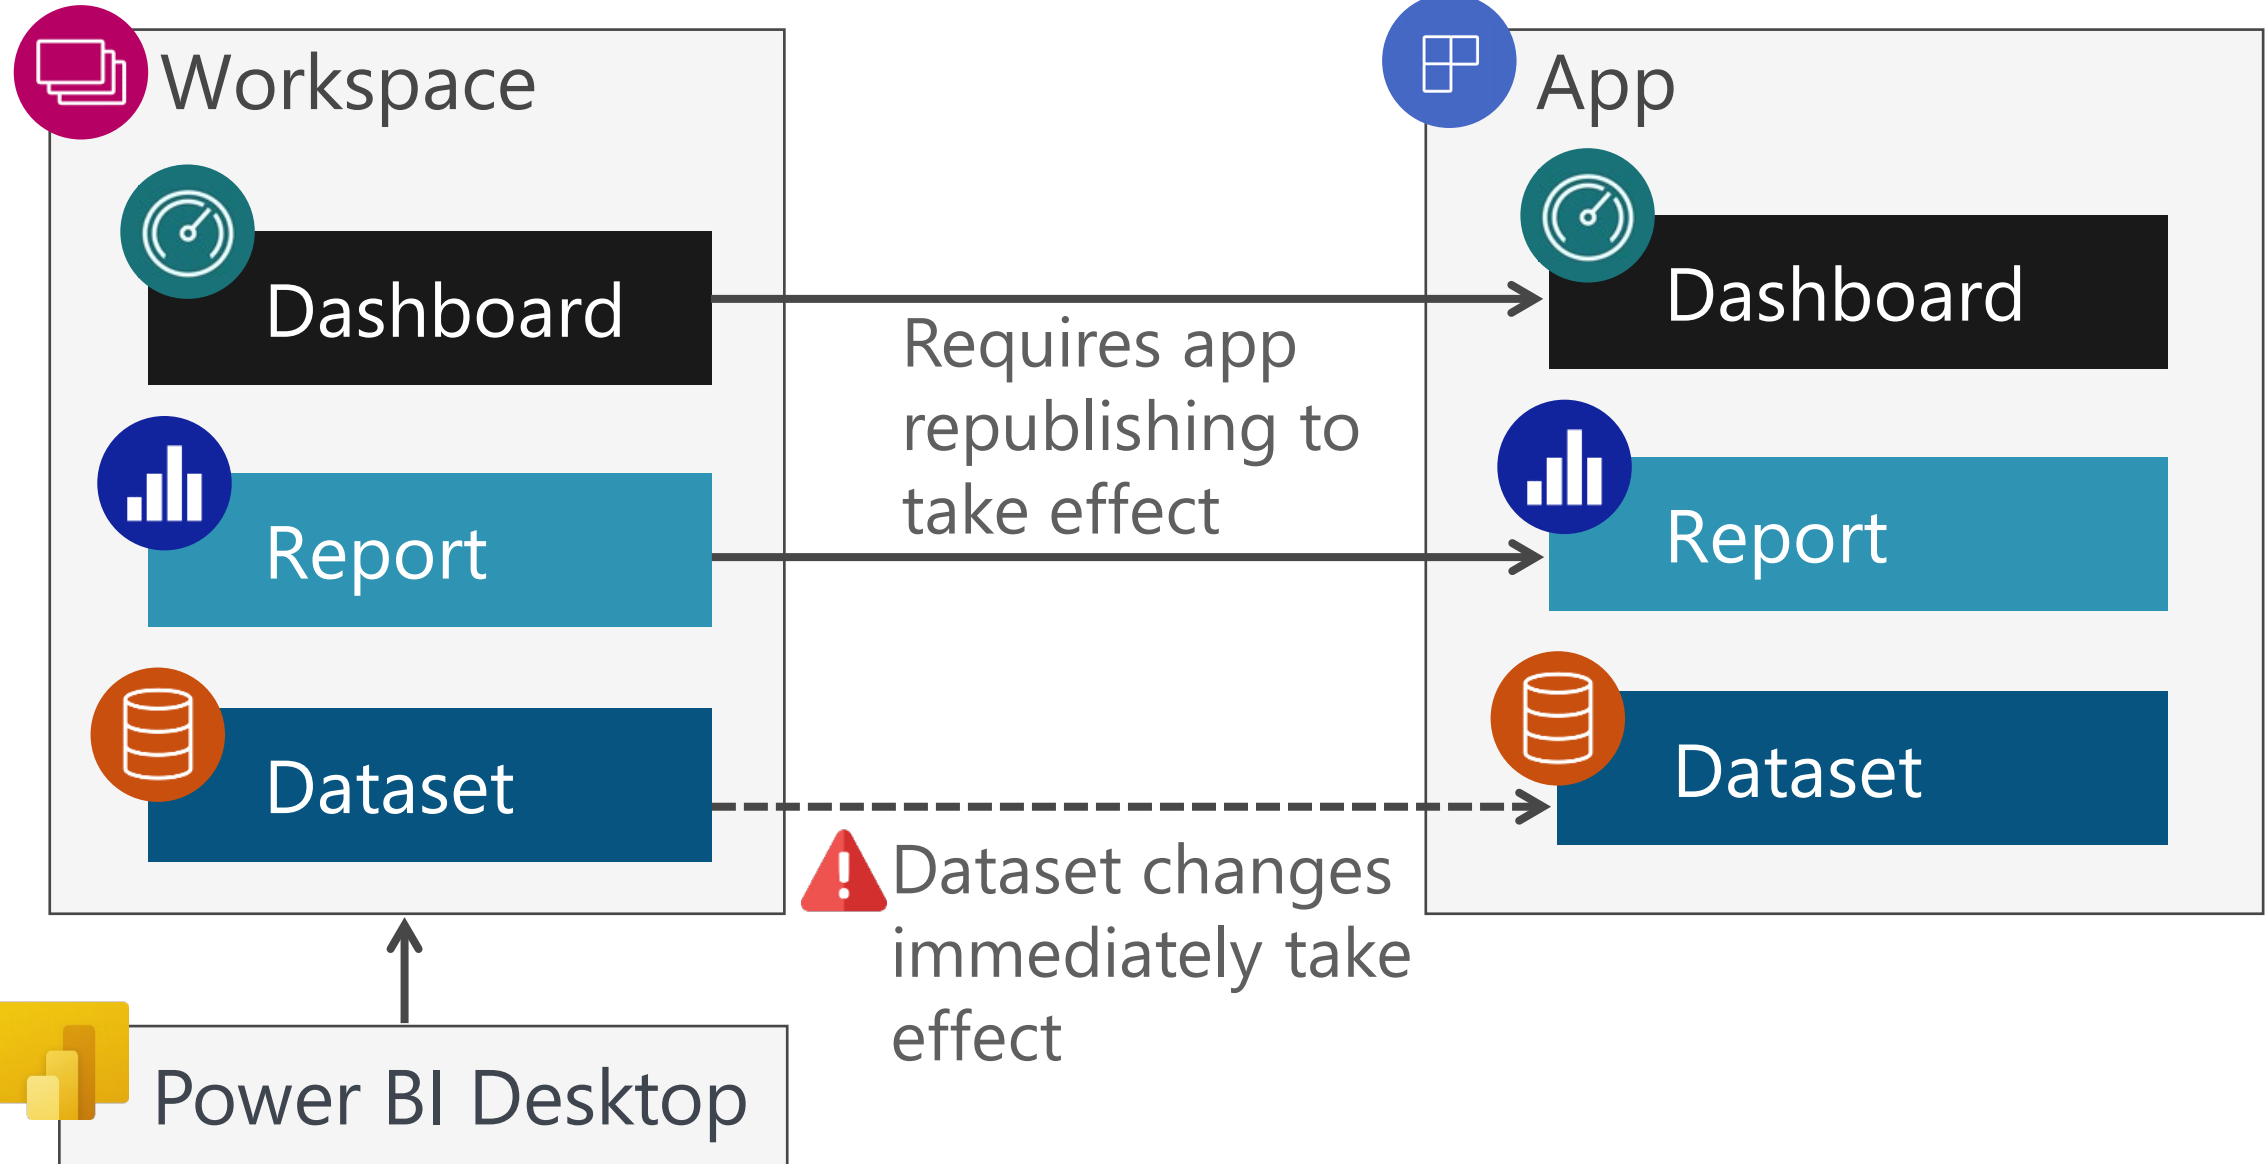 Workspace
Dashboard
Report
Dataset
Requires app
republishing to
take effect
Dataset changes
immediately take
effect
App
Dashboard
Report
Dataset
Power BI Desktop